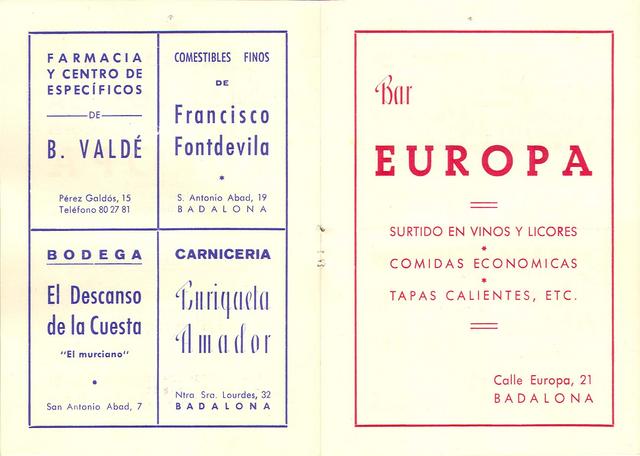 FARMACIA
Y CENTRO DE
ESPECÍFICOS
DE
B. VALDÉ
Pérez Galdós, 15
Teléfono 80 27 81
COMESTIBLES FINOS
DE
Francisco
Fontdevila
*
S. Antonio Abad, 19
BADALONA
BODEGA
El Descanso
de la Cuesta
"El murciano"
San Antonio Abad, 7
CARNICERIA
Enriqueta
Amador
Ntra Sra. Lourdes, 32
BADALONA
Bar
EUROPA
SURTIDO EN VINOS Y LICORES
*
COMIDAS ECONOMICAS
*
TAPAS CALIENTES, ETC.
Calle Europa, 21
BADALONA